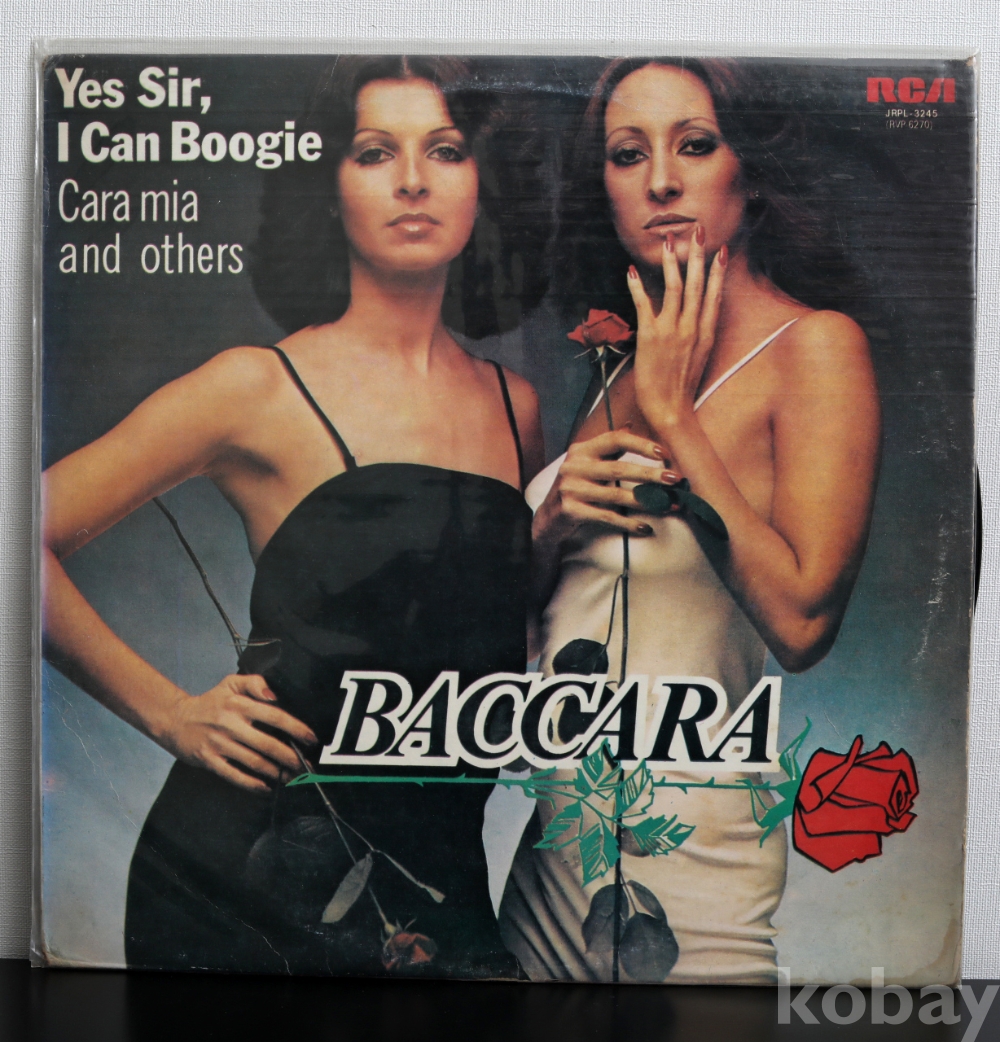 Yes Sir,
I Can Boogie
Cara mia
and others
RCA
JRPL-3245
(RVP 6270)
BACCARA
kobay